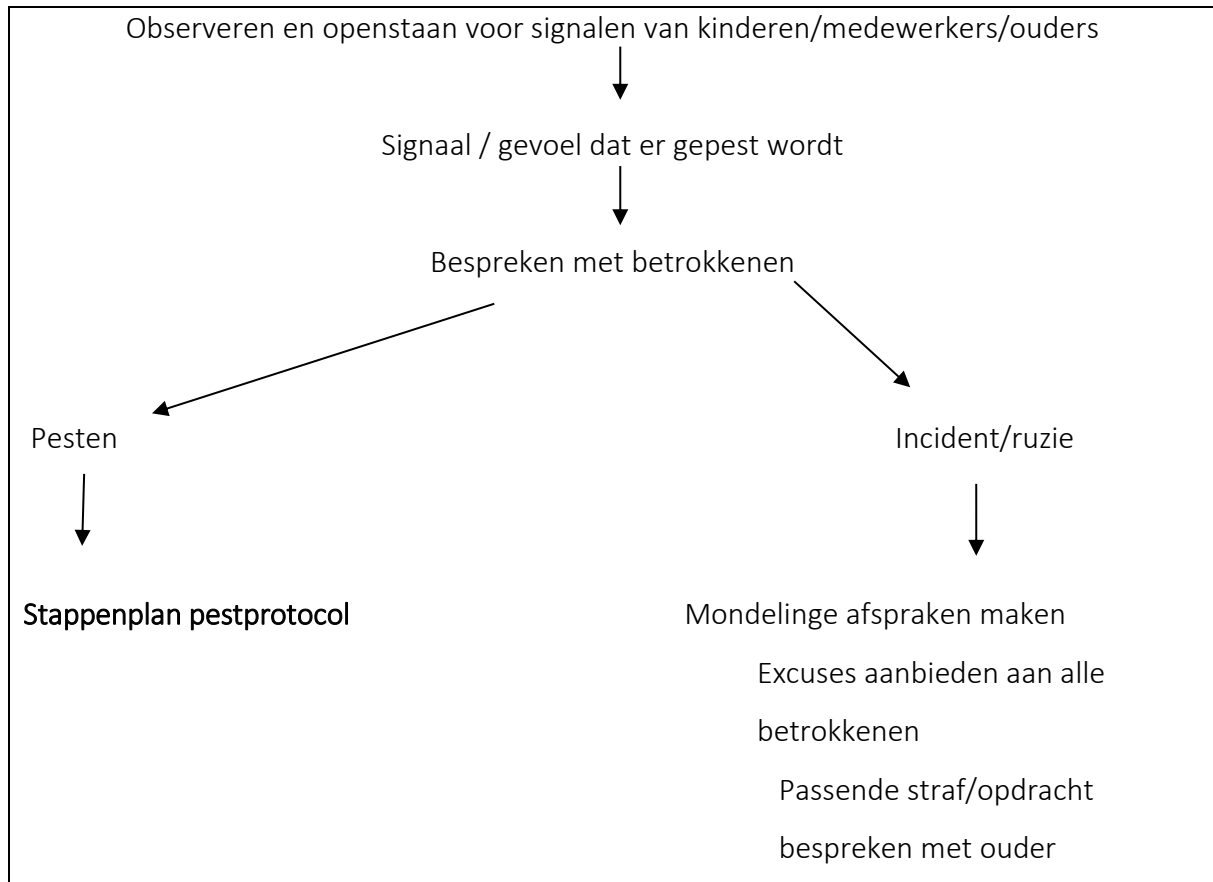 Observeren en openstaan voor signalen van kinderen/medewerkers/ouders
Signaal / gevoel dat er gepest wordt
Bespreken met betrokkenen
Pesten
Incident/ruzie
Stappenplan pestprotocol
Mondelinge afspraken maken
Excuses aanbieden aan alle
betrokkenen
Passende straf/opdracht
bespreken met ouder